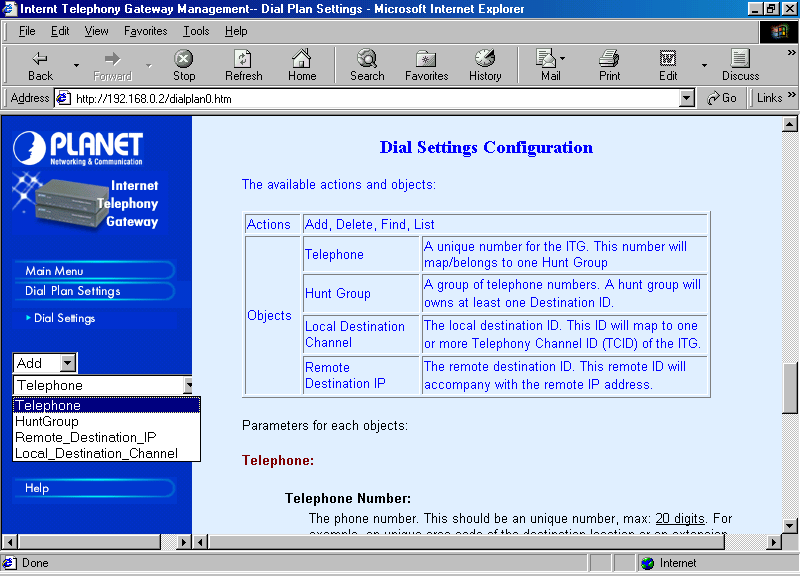 Internt Telephony Gateway Management-- Dial Plan Settings - Microsoft Internet Explorer
File Edit View Favorites Tools Help
Back Forward Stop Refresh Home Search Favorites History Mail Print Edit Discuss
Address http://192.168.0.2/dialplan0.htm Go Links
PLANET
Networking & Communication
Internet
Telephony
Gateway
Main Menu
Dial Plan Settings
Dial Settings
Add
Telephone
Telephone
HuntGroup
Remote_Destination_IP
Local_Destination_Channel
Help
Dial Settings Configuration
The available actions and objects:
Actions Add, Delete, Find, List
Objects
Telephone
A unique number for the ITG. This number will
map/belongs to one Hunt Group
Hunt Group
A group of telephone numbers. A hunt group will
owns at least one Destination ID.
Local Destination
Channel
The local destination ID. This ID will map to one
or more Telephony Channel ID (TCID) of the ITG.
Remote
Destination IP
The remote destination ID. This remote ID will
accompany with the remote IP address.
Parameters for each objects:
Telephone:
Telephone Number:
The phone number. This should be an unique number, max: 20 digits. For
example, an unique area code of the destination location or an extension
Done Internet